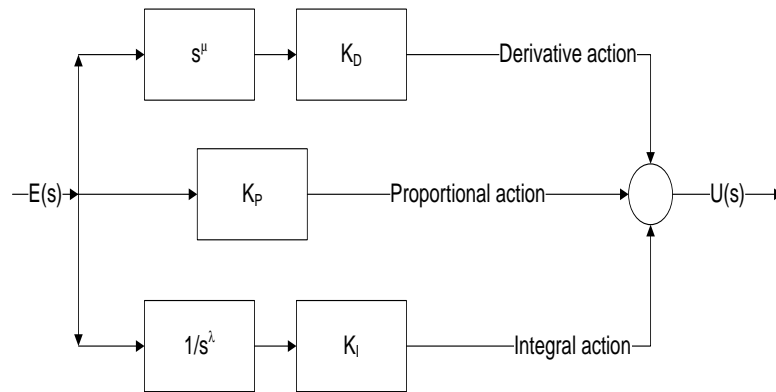 s^μ
K_D
Derivative action
E(s)
K_P
Proportional action
U(s)
1/s^λ
K_I
Integral action